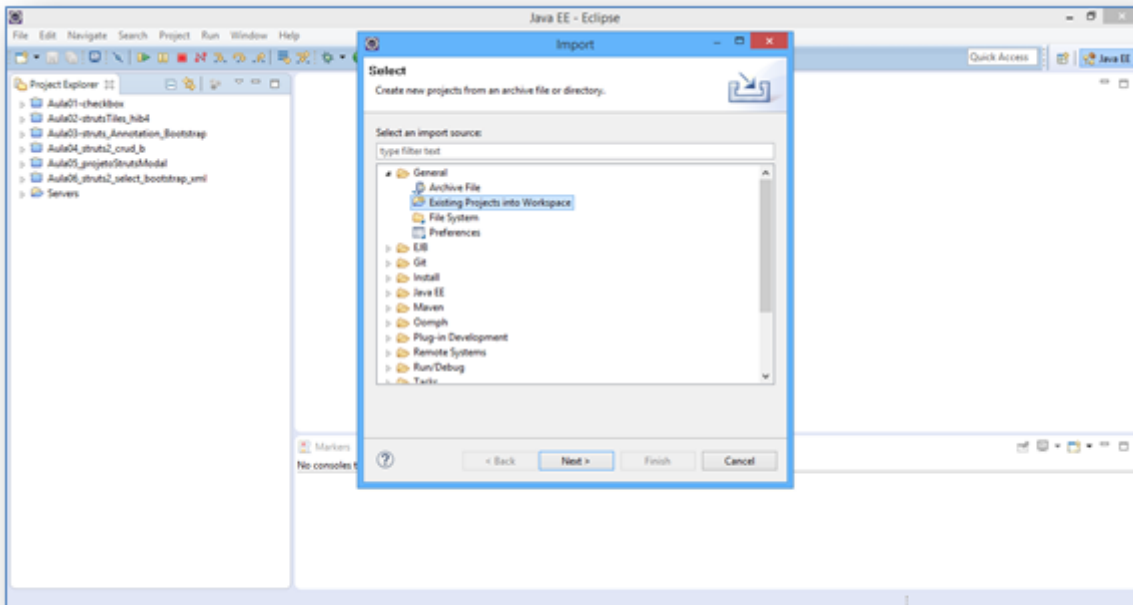 Java EE - Eclipse
File Edit Navigate Search Project Run Window Help
Quick Access
Java EE
Project Explorer
Aula01-checkbox
Aula02-strutsTiles_hib4
Aula03-struts_Annotation_Bootstrap
Aula04_struts2_crud_b
Aula05_projetoStrutsModal
Aula06_struts2_select_bootstrap_xml
Servers
Import
Select
Create new projects from an archive file or directory.
Select an import source:
type filter text
General
Archive File
Existing Projects into Workspace
File System
Preferences
EJB
Git
Install
Java EE
Maven
Oomph
Plug-in Development
Remote Systems
Run/Debug
Tasks
< Back Next > Finish Cancel
Markers
No consoles t